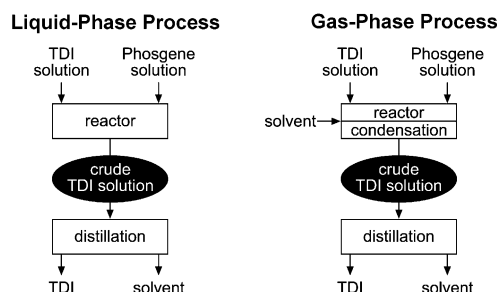 Liquid-Phase Process
TDI
solution
Phosgene
solution
reactor
crude
TDI solution
distillation
TDI
solvent
Gas-Phase Process
TDI
solution
Phosgene
solution
solvent
reactor
condensation
crude
TDI solution
distillation
TDI
solvent